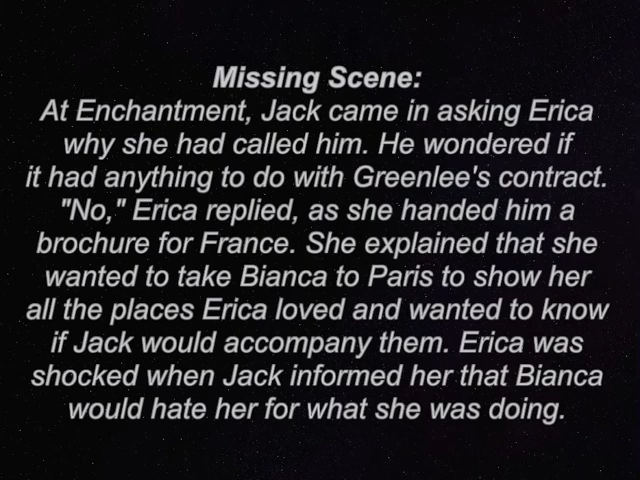 Missing Scene:
At Enchantment, Jack came in asking Erica
why she had called him. He wondered if
it had anything to do with Greenlee's contract.
"No," Erica replied, as she handed him a
brochure for France. She explained that she
wanted to take Bianca to Paris to show her
all the places Erica loved and wanted to know
if Jack would accompany them. Erica was
shocked when Jack informed her that Bianca
would hate her for what she was doing.